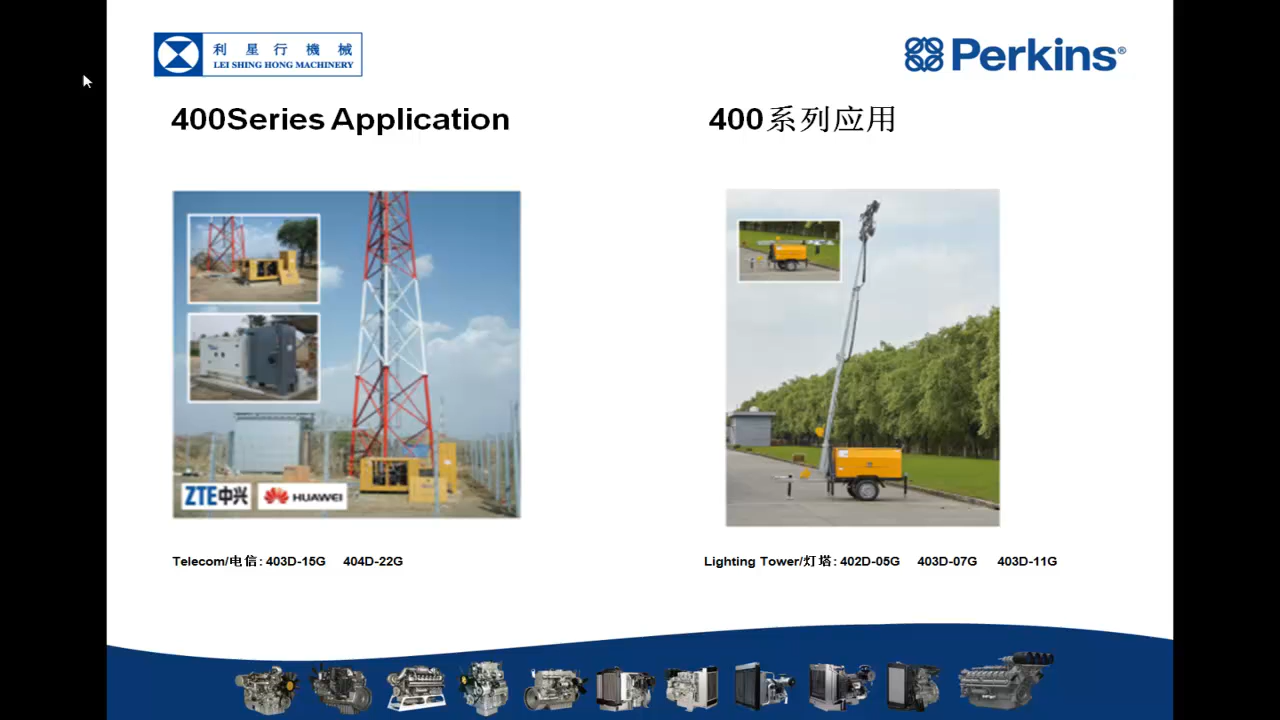 利星行機械
LEI SHING HONG MACHINERY
Perkins®
400Series Application
400系列应用
ZTE中兴
HUAWEI
Telecom/电信: 403D-15G 404D-22G
Lighting Tower/灯塔: 402D-05G 403D-07G 403D-11G